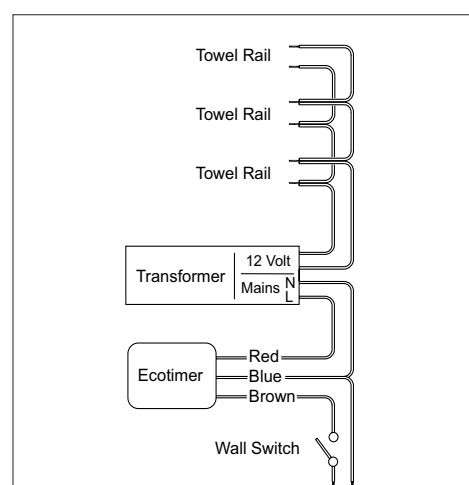 Towel Rail
Towel Rail
Towel Rail
Transformer
12 Volt
Mains N
L
Red
Ecotimer
Blue
Brown
Wall Switch